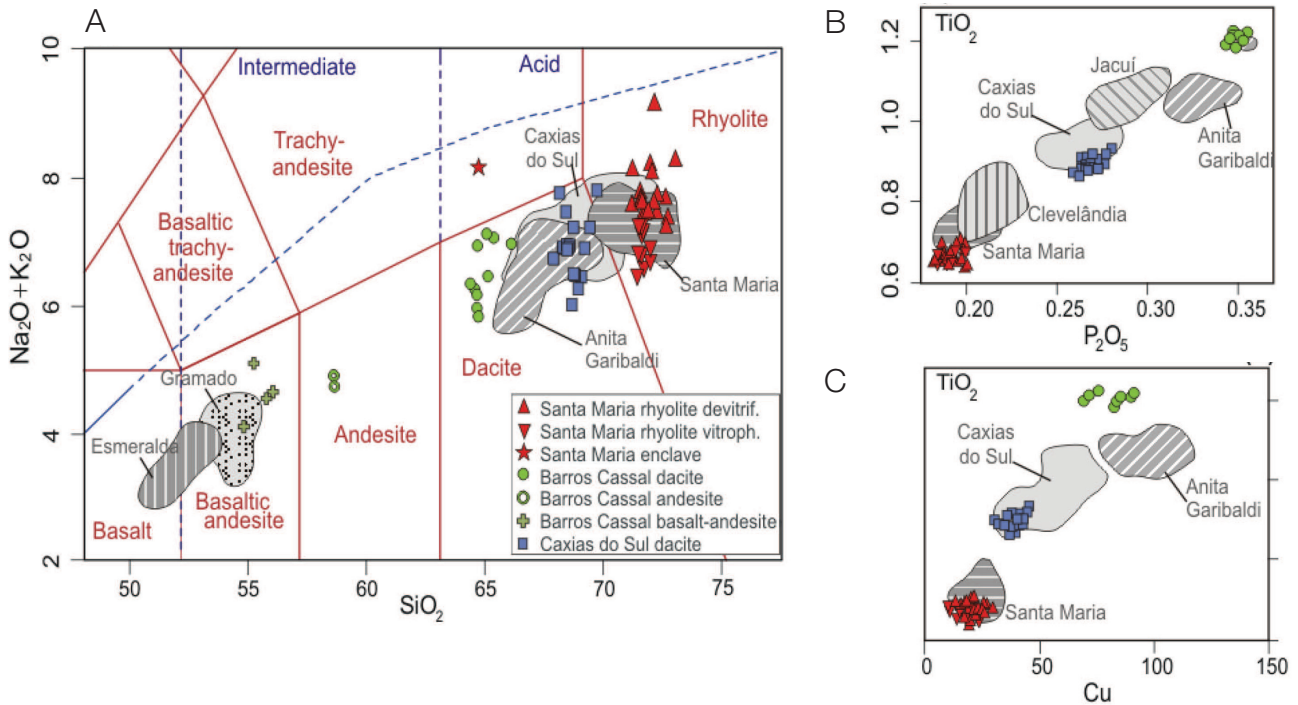 A
10
8
6
4
2
Na₂O+K₂O
50
55
60
65
70
75
SiO₂
Intermediate
Acid
Rhyolite
Trachy-
andesite
Caxias
do Sul
Basaltic
trachy-
andesite
Santa Maria
Anita
Garibaldi
Dacite
Gramado
Esmeralda
Andesite
Basaltic
andesite
Basalt
Santa Maria rhyolite devitrif.
Santa Maria rhyolite vitroph.
Santa Maria enclave
Barros Cassal dacite
Barros Cassal andesite
Barros Cassal basalt-andesite
Caxias do Sul dacite
B
TiO₂
1.2
1.0
0.8
0.6
Jacuí
Caxias
do Sul
Anita
Garibaldi
Clevelândia
Santa Maria
0.20
0.25
0.30
0.35
P₂O₅
C
TiO₂
Caxias
do Sul
Anita
Garibaldi
Santa Maria
0
50
100
150
Cu